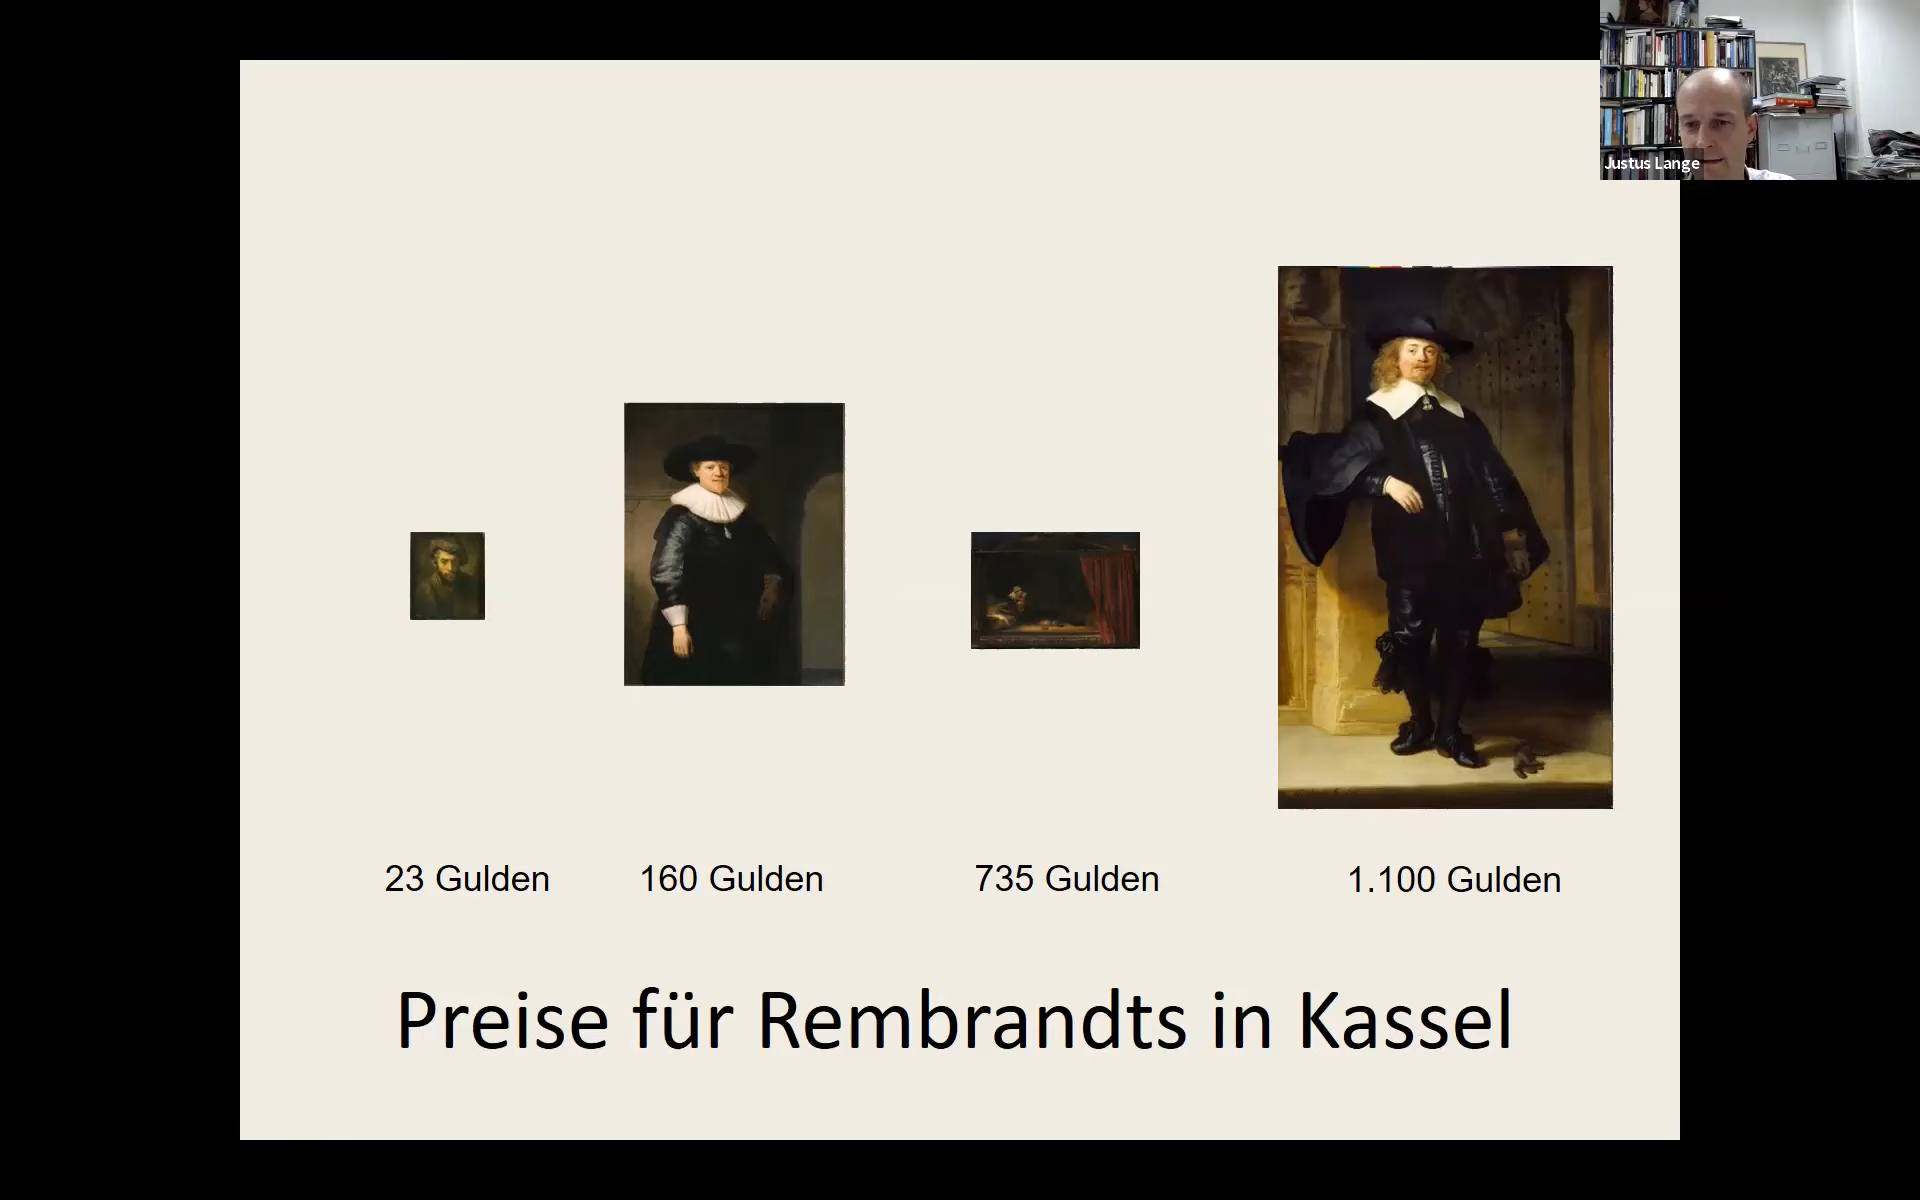 Justus Lange
23 Gulden
160 Gulden
735 Gulden
1.100 Gulden
Preise für Rembrandts in Kassel